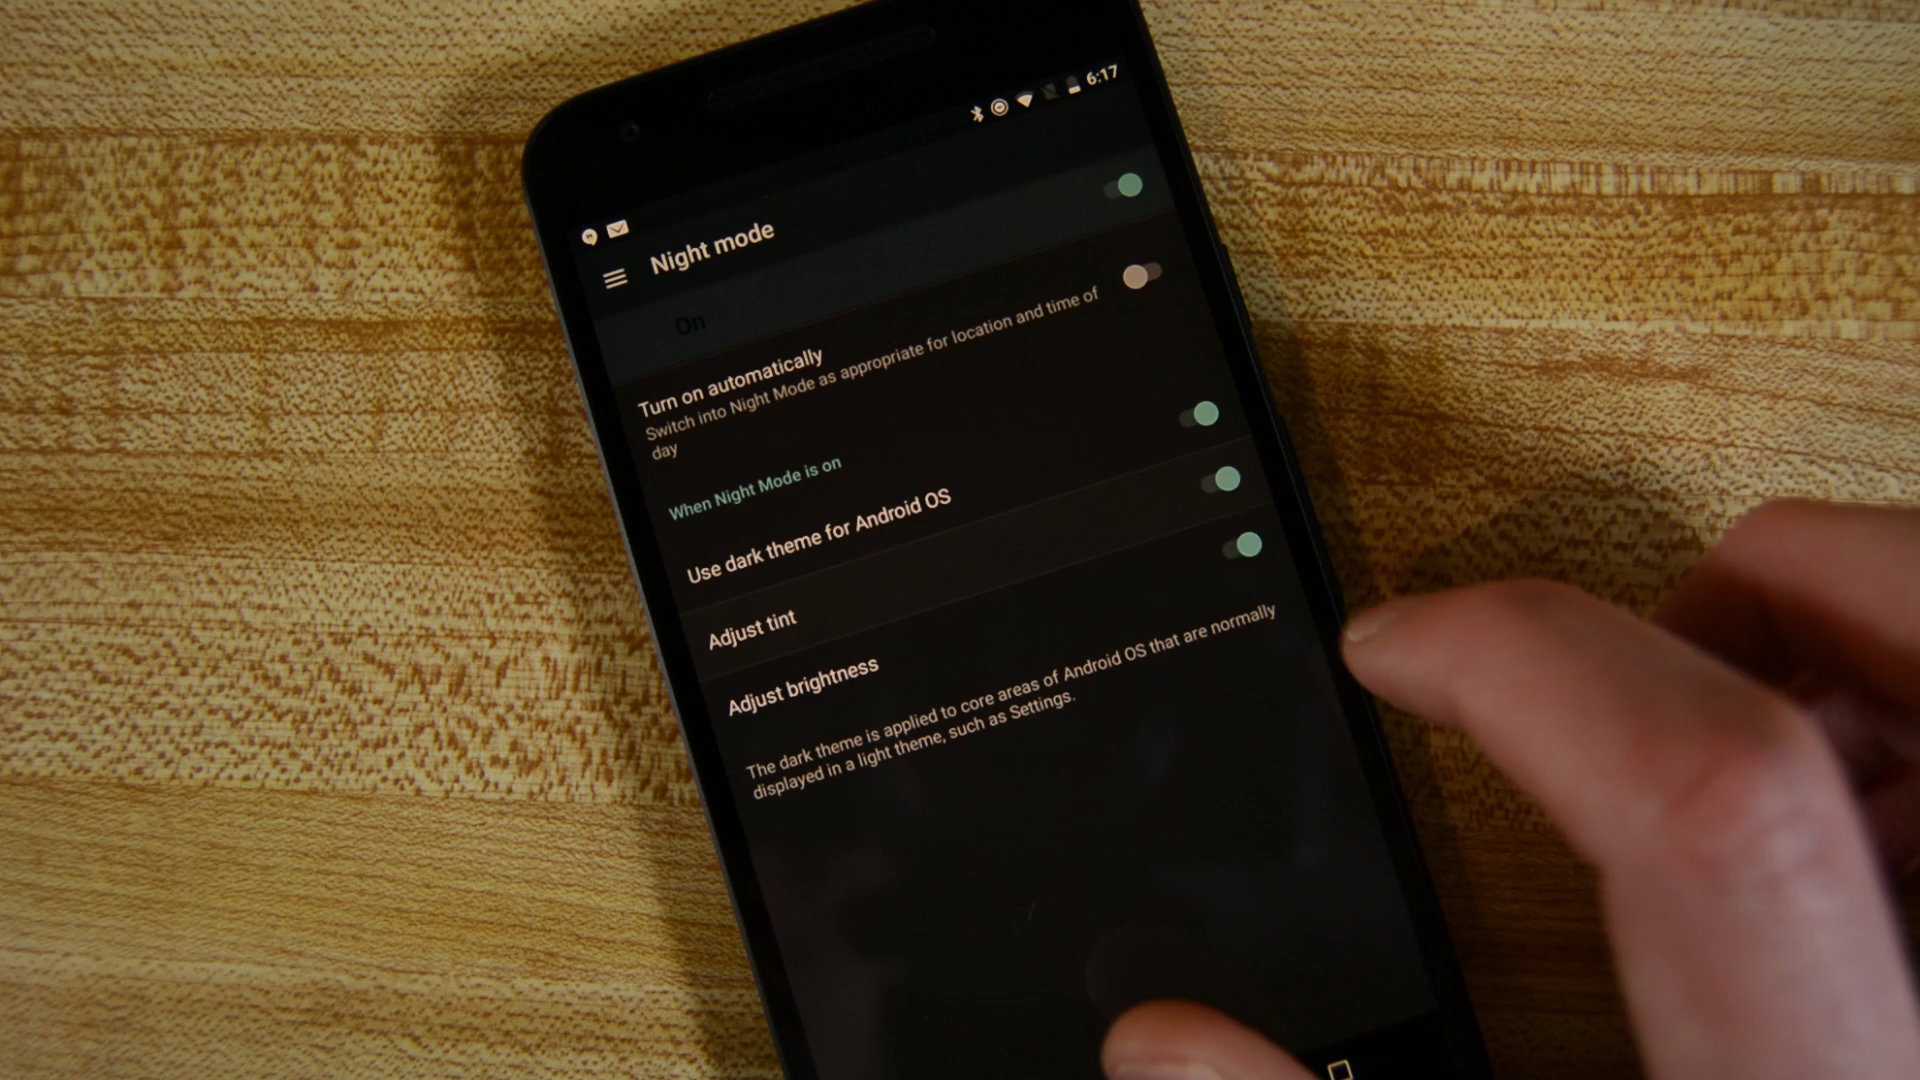 6:17
Night mode
On
Turn on automatically
Switch into Night Mode as appropriate for location and time of
day
When Night Mode is on
Use dark theme for Android OS
Adjust tint
Adjust brightness
The dark theme is applied to core areas of Android OS that are normally
displayed in a light theme, such as Settings.